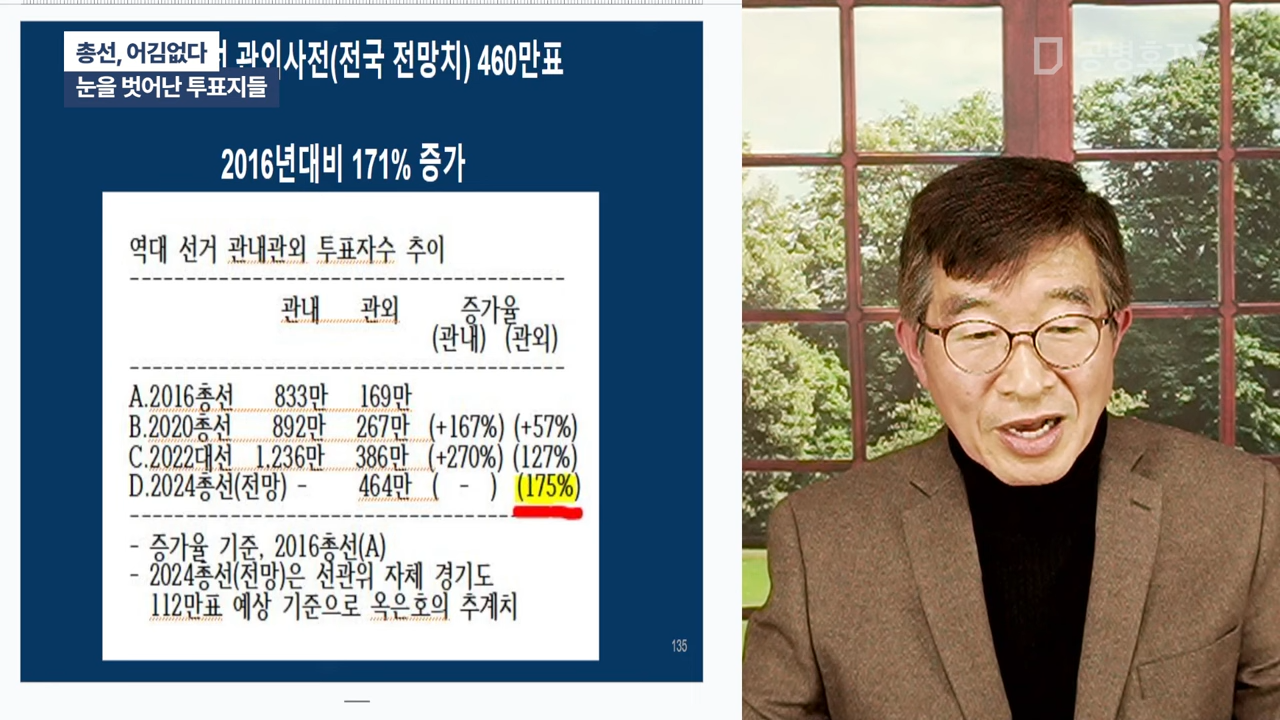 총선, 어김없다
눈을 벗어난 투표지들
관외사전(전국 전망치) 460만표
2016년대비 171% 증가
역대 선거 관내관외 투표자수 추이
관내 관외 증가율
(관내) (관외)
A.2016총선 833만 169만
B.2020총선 892만 267만 (+167%) (+57%)
C.2022대선 1,236만 386만 (+270%) (127%)
D.2024총선(전망) - 464만 ( - ) (175%)
- 증가율 기준, 2016총선(A)
- 2024총선(전망)은 선관위 자체 경기도
112만표 예상 기준으로 옥은호의 추계치
135
공병호TV